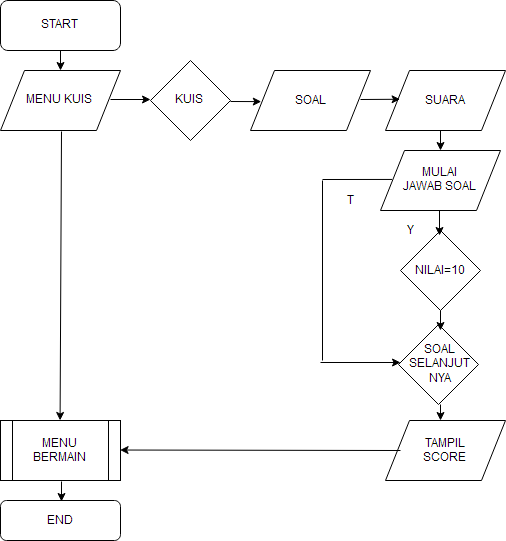 START
MENU KUIS
KUIS
SOAL
SUARA
MULAI
JAWAB SOAL
T
Y
NILAI=10
SOAL
SELANJUT
NYA
MENU
BERMAIN
TAMPIL
SCORE
END